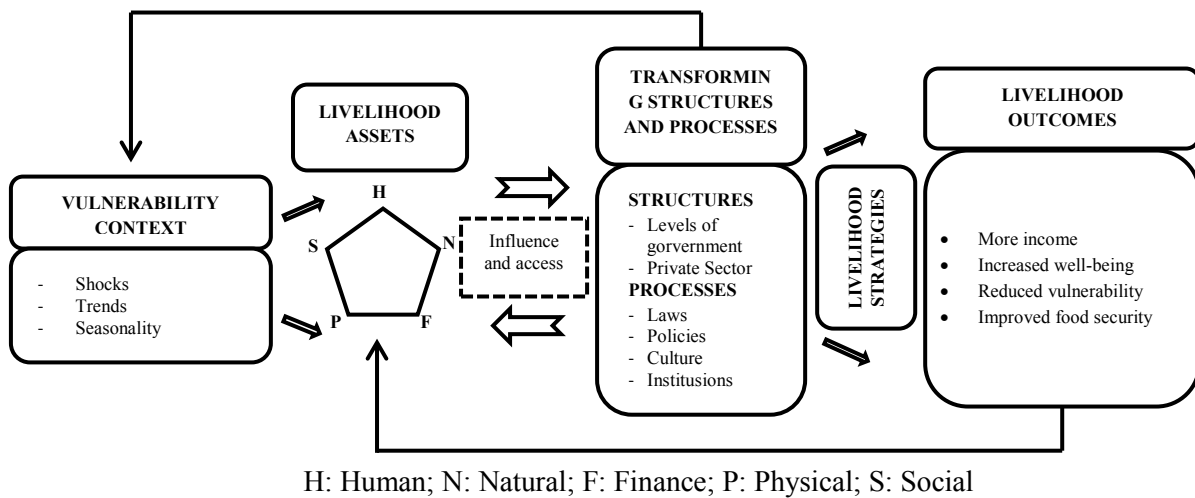 VULNERABILITY
CONTEXT
- Shocks
- Trends
- Seasonality
LIVELIHOOD
ASSETS
H
S
N
P
F
Influence
and access
TRANSFORMIN
G STRUCTURES
AND PROCESSES
STRUCTURES
- Levels of
gorvernment
- Private Sector
PROCESSES
- Laws
- Policies
- Culture
- Institusions
LIVELIHOOD
STRATEGIES
LIVELIHOOD
OUTCOMES
• More income
• Increased well-being
• Reduced vulnerability
• Improved food security
H: Human; N: Natural; F: Finance; P: Physical; S: Social